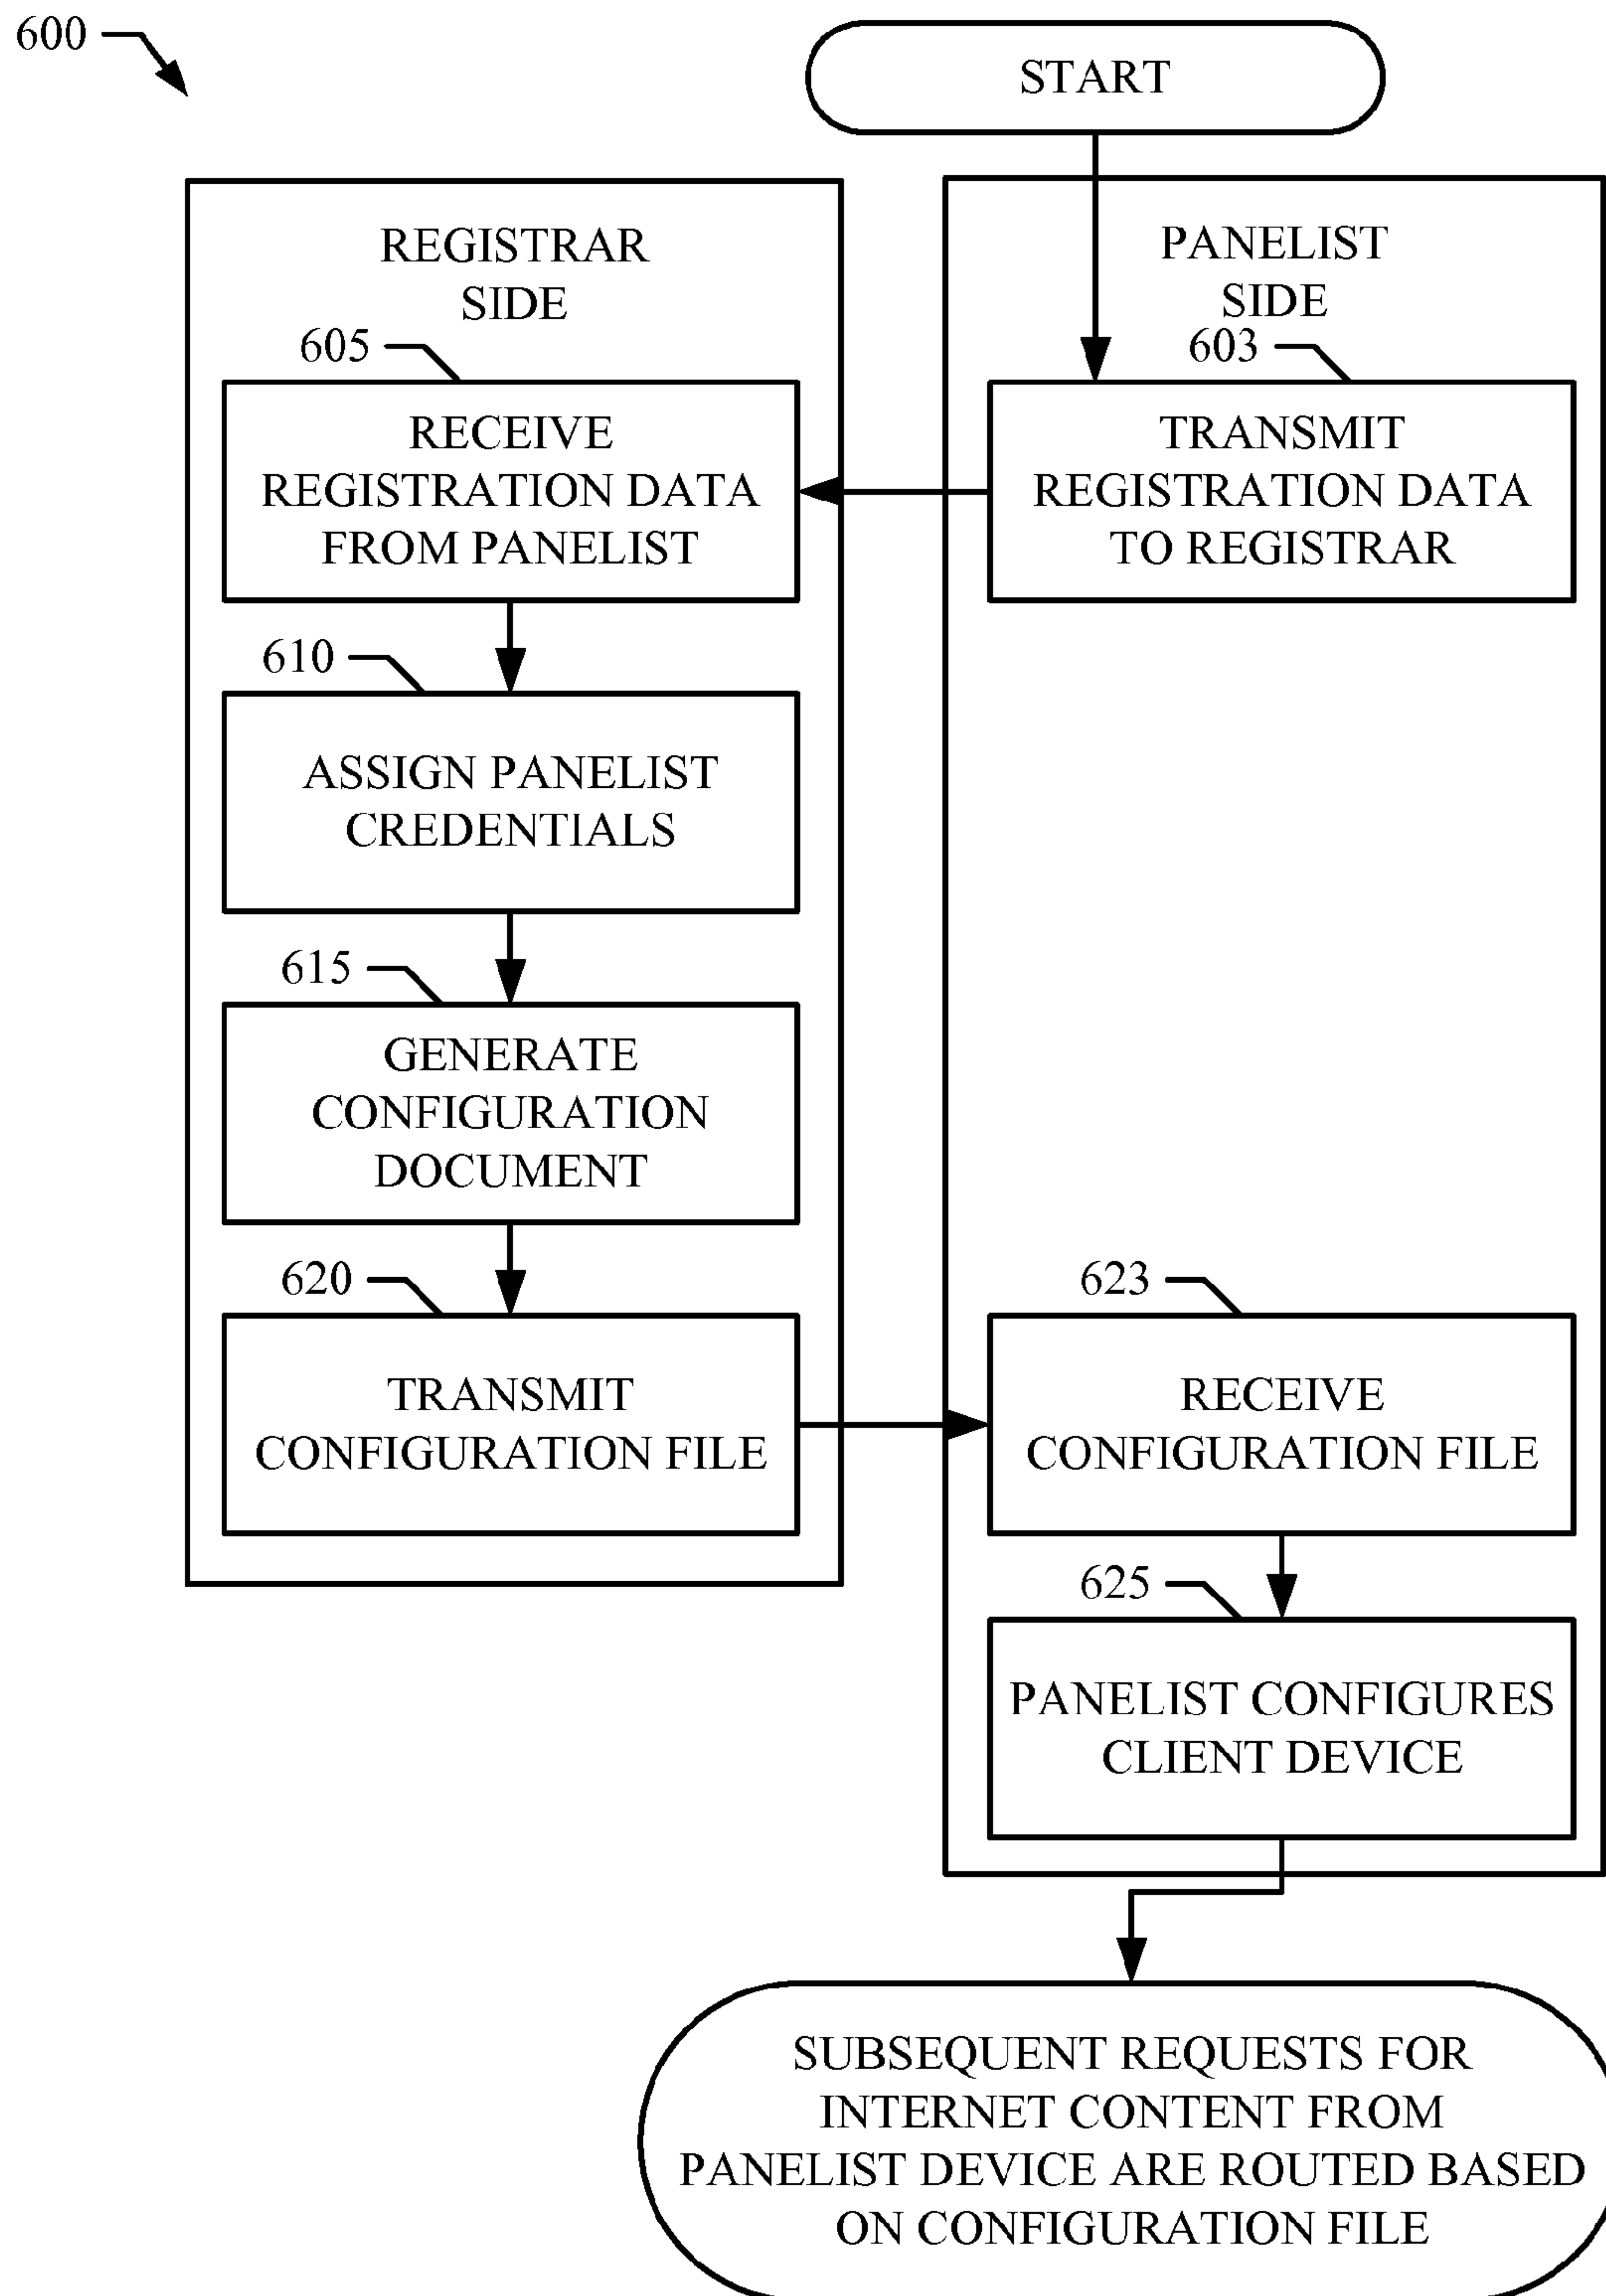 600
START
REGISTRAR
SIDE
PANELIST
SIDE
605
RECEIVE
REGISTRATION DATA
FROM PANELIST
603
TRANSMIT
REGISTRATION DATA
TO REGISTRAR
610
ASSIGN PANELIST
CREDENTIALS
615
GENERATE
CONFIGURATION
DOCUMENT
620
TRANSMIT
CONFIGURATION FILE
623
RECEIVE
CONFIGURATION FILE
625
PANELIST CONFIGURES
CLIENT DEVICE
SUBSEQUENT REQUESTS FOR
INTERNET CONTENT FROM
PANELIST DEVICE ARE ROUTED BASED
ON CONFIGURATION FILE